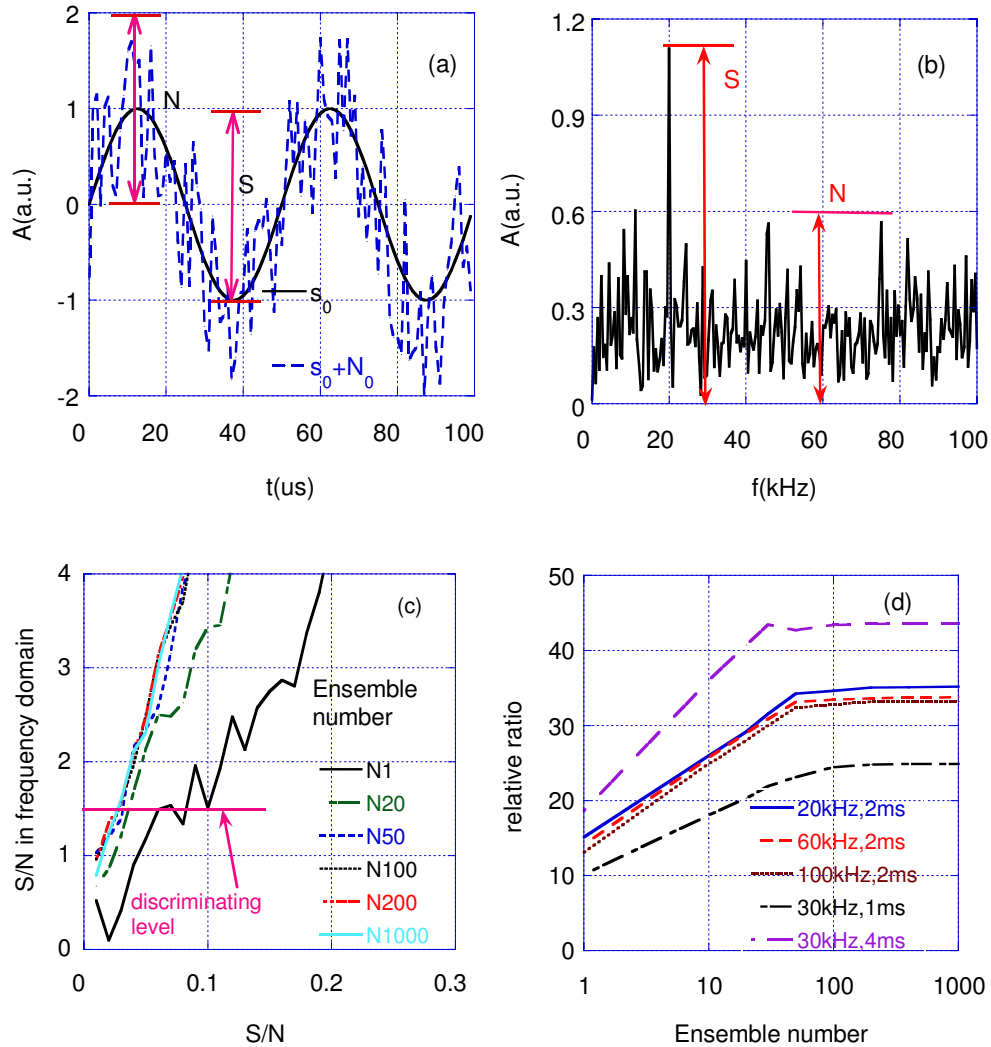 2
1
0
-1
-2
A(a.u.)
(a)
N
S
s0
s0+N0
0 20 40 60 80 100
t(us)
1.2
0.9
0.6
0.3
0
A(a.u.)
(b)
S
N
0 20 40 60 80 100
f(kHz)
4
3
2
1
0
S/N in frequency domain
(c)
Ensemble
number
N1
N20
N50
N100
N200
N1000
discriminating
level
0 0.1 0.2 0.3
S/N
50
40
30
20
10
0
relative ratio
(d)
20kHz,2ms
60kHz,2ms
100kHz,2ms
30kHz,1ms
30kHz,4ms
1 10 100 1000
Ensemble number